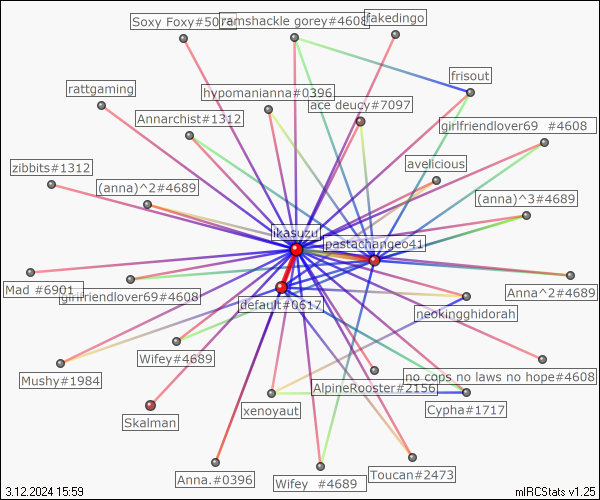 Soxy Foxy#5015
ramshackle gorey#4608
fakedingo
frisout
rattgaming
hypomanianna#0396
ace deucy#7097
Annarchist#1312
girlfriendlover69 #4608
zibbits#1312
avelicious
(anna)^2#4689
(anna)^3#4689
ikasuzu
pastachangeo41
Mad #6901
girlfriendlover69#4608
Anna^2#4689
default#0617
neokingghidorah
Wifey#4689
Mushy#1984
no cops no laws no hope#4608
AlpineRooster#2156
xenoyaut
Cypha#1717
Skalman
Anna.#0396
Wifey #4689
Toucan#2473
3.12.2024 15:59
mIRCStats v1.25